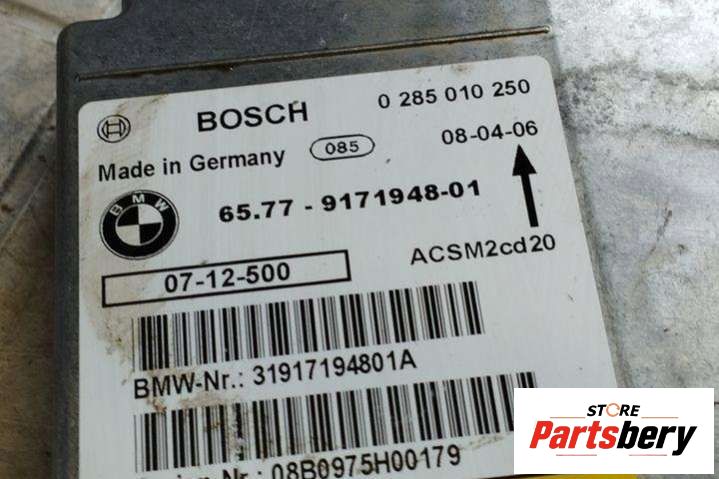 BOSCH 0 285 010 250
Made in Germany 085 08-04-06
BMW 65.77 - 9171948-01
07-12-500 ACSM2cd20
BMW-Nr.: 31917194801A
Nr.: 08B0975H00179
STORE
Partsbery